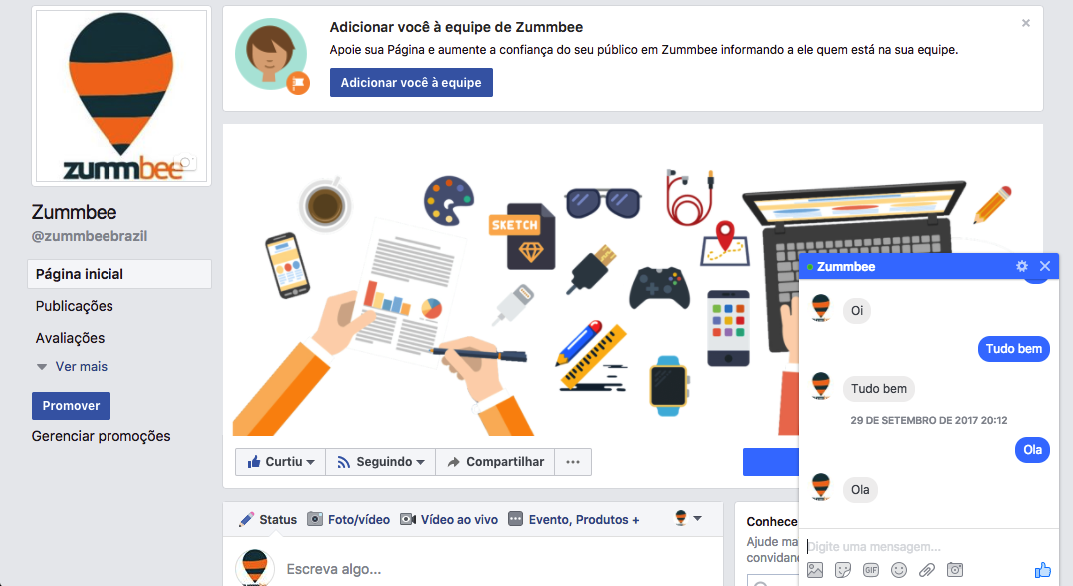 zummbee
Zummbee
@zummbeebrazil
Página inicial
Publicações
Avaliações
Ver mais
Promover
Gerenciar promoções
Adicionar você à equipe de Zummbee
Apoie sua Página e aumente a confiança do seu público em Zummbee informando a ele quem está na sua equipe.
Adicionar você à equipe
SKETCH
Curtiu
Seguindo
Compartilhar
Status
Foto/vídeo
Vídeo ao vivo
Evento, Produtos +
Escreva algo...
Conhece
Ajude ma
convidan
Zummbee
Oi
Tudo bem
Tudo bem
29 DE SETEMBRO DE 2017 20:12
Ola
Ola
Digite uma mensagem...
GIF